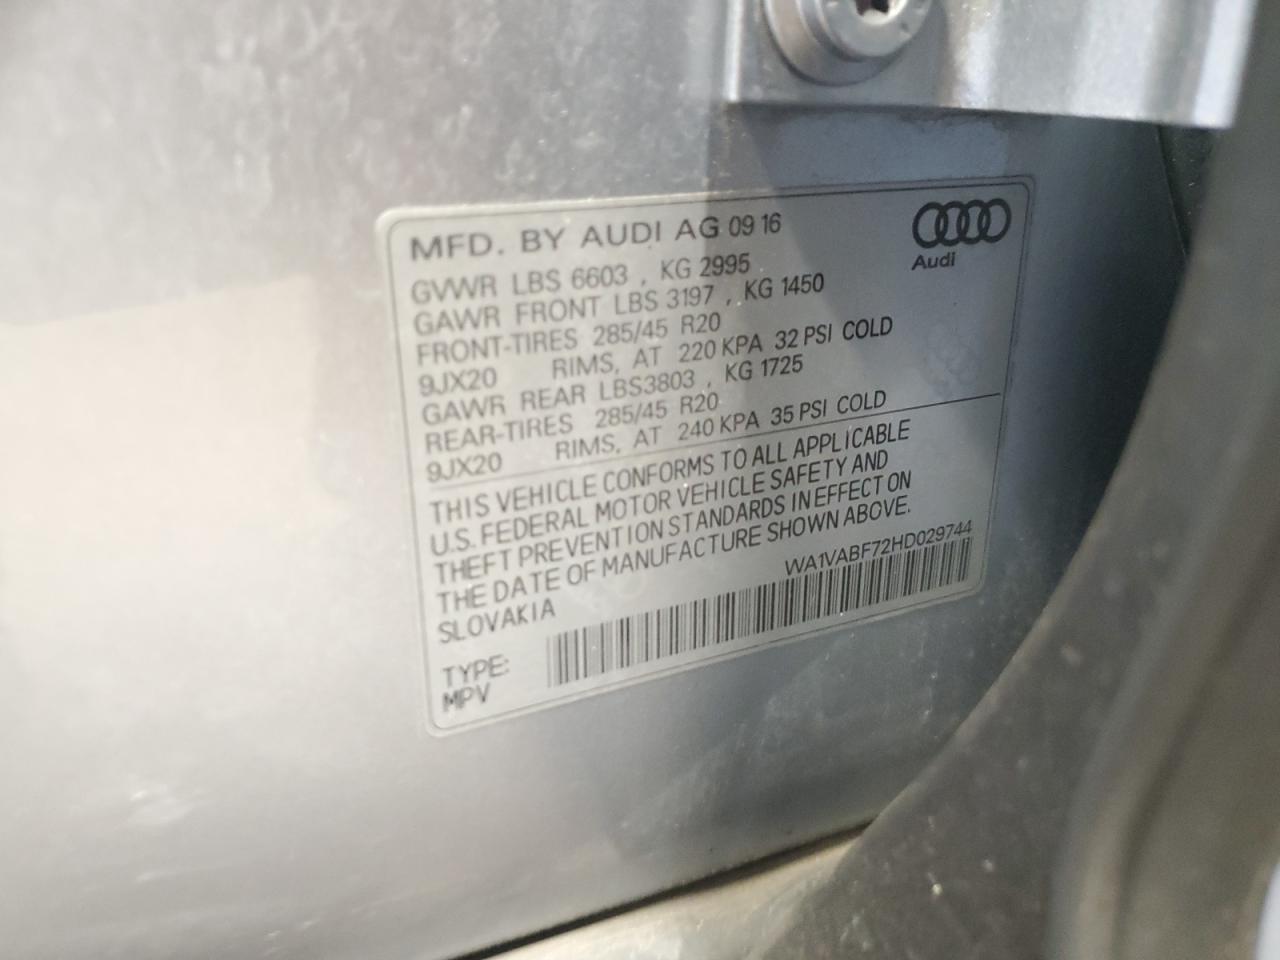 MFD. BY AUDI AG 09 16
Audi
GVWR LBS 6603 , KG 2995
GAWR FRONT LBS 3197 , KG 1450
FRONT-TIRES 285/45 R20
9JX20 RIMS, AT 220 KPA 32 PSI COLD
GAWR REAR LBS3803 , KG 1725
REAR-TIRES 285/45 R20
9JX20 RIMS, AT 240 KPA 35 PSI COLD
THIS VEHICLE CONFORMS TO ALL APPLICABLE
U.S. FEDERAL MOTOR VEHICLE SAFETY AND
THEFT PREVENTION STANDARDS IN EFFECT ON
THE DATE OF MANUFACTURE SHOWN ABOVE.
SLOVAKIA
WA1VABF72HD029744
TYPE:
MPV